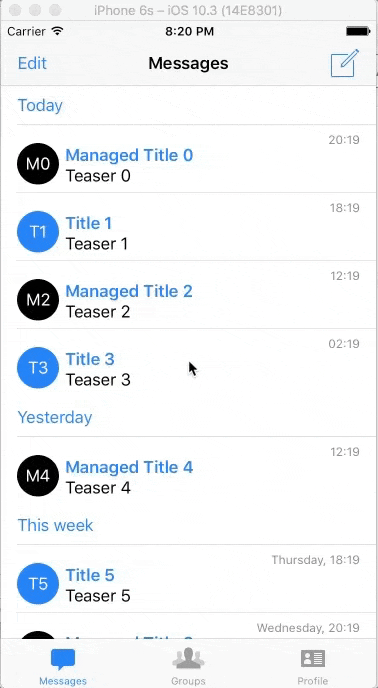 iPhone 6s – iOS 10.3 (14E8301)
Carrier 8:20 PM
Edit Messages
Today
20:19
M0 Managed Title 0
Teaser 0
18:19
T1 Title 1
Teaser 1
12:19
M2 Managed Title 2
Teaser 2
02:19
T3 Title 3
Teaser 3
Yesterday
12:19
M4 Managed Title 4
Teaser 4
This week
Thursday, 18:19
T5 Title 5
Teaser 5
Wednesday, 20:19
Messages Groups Profile